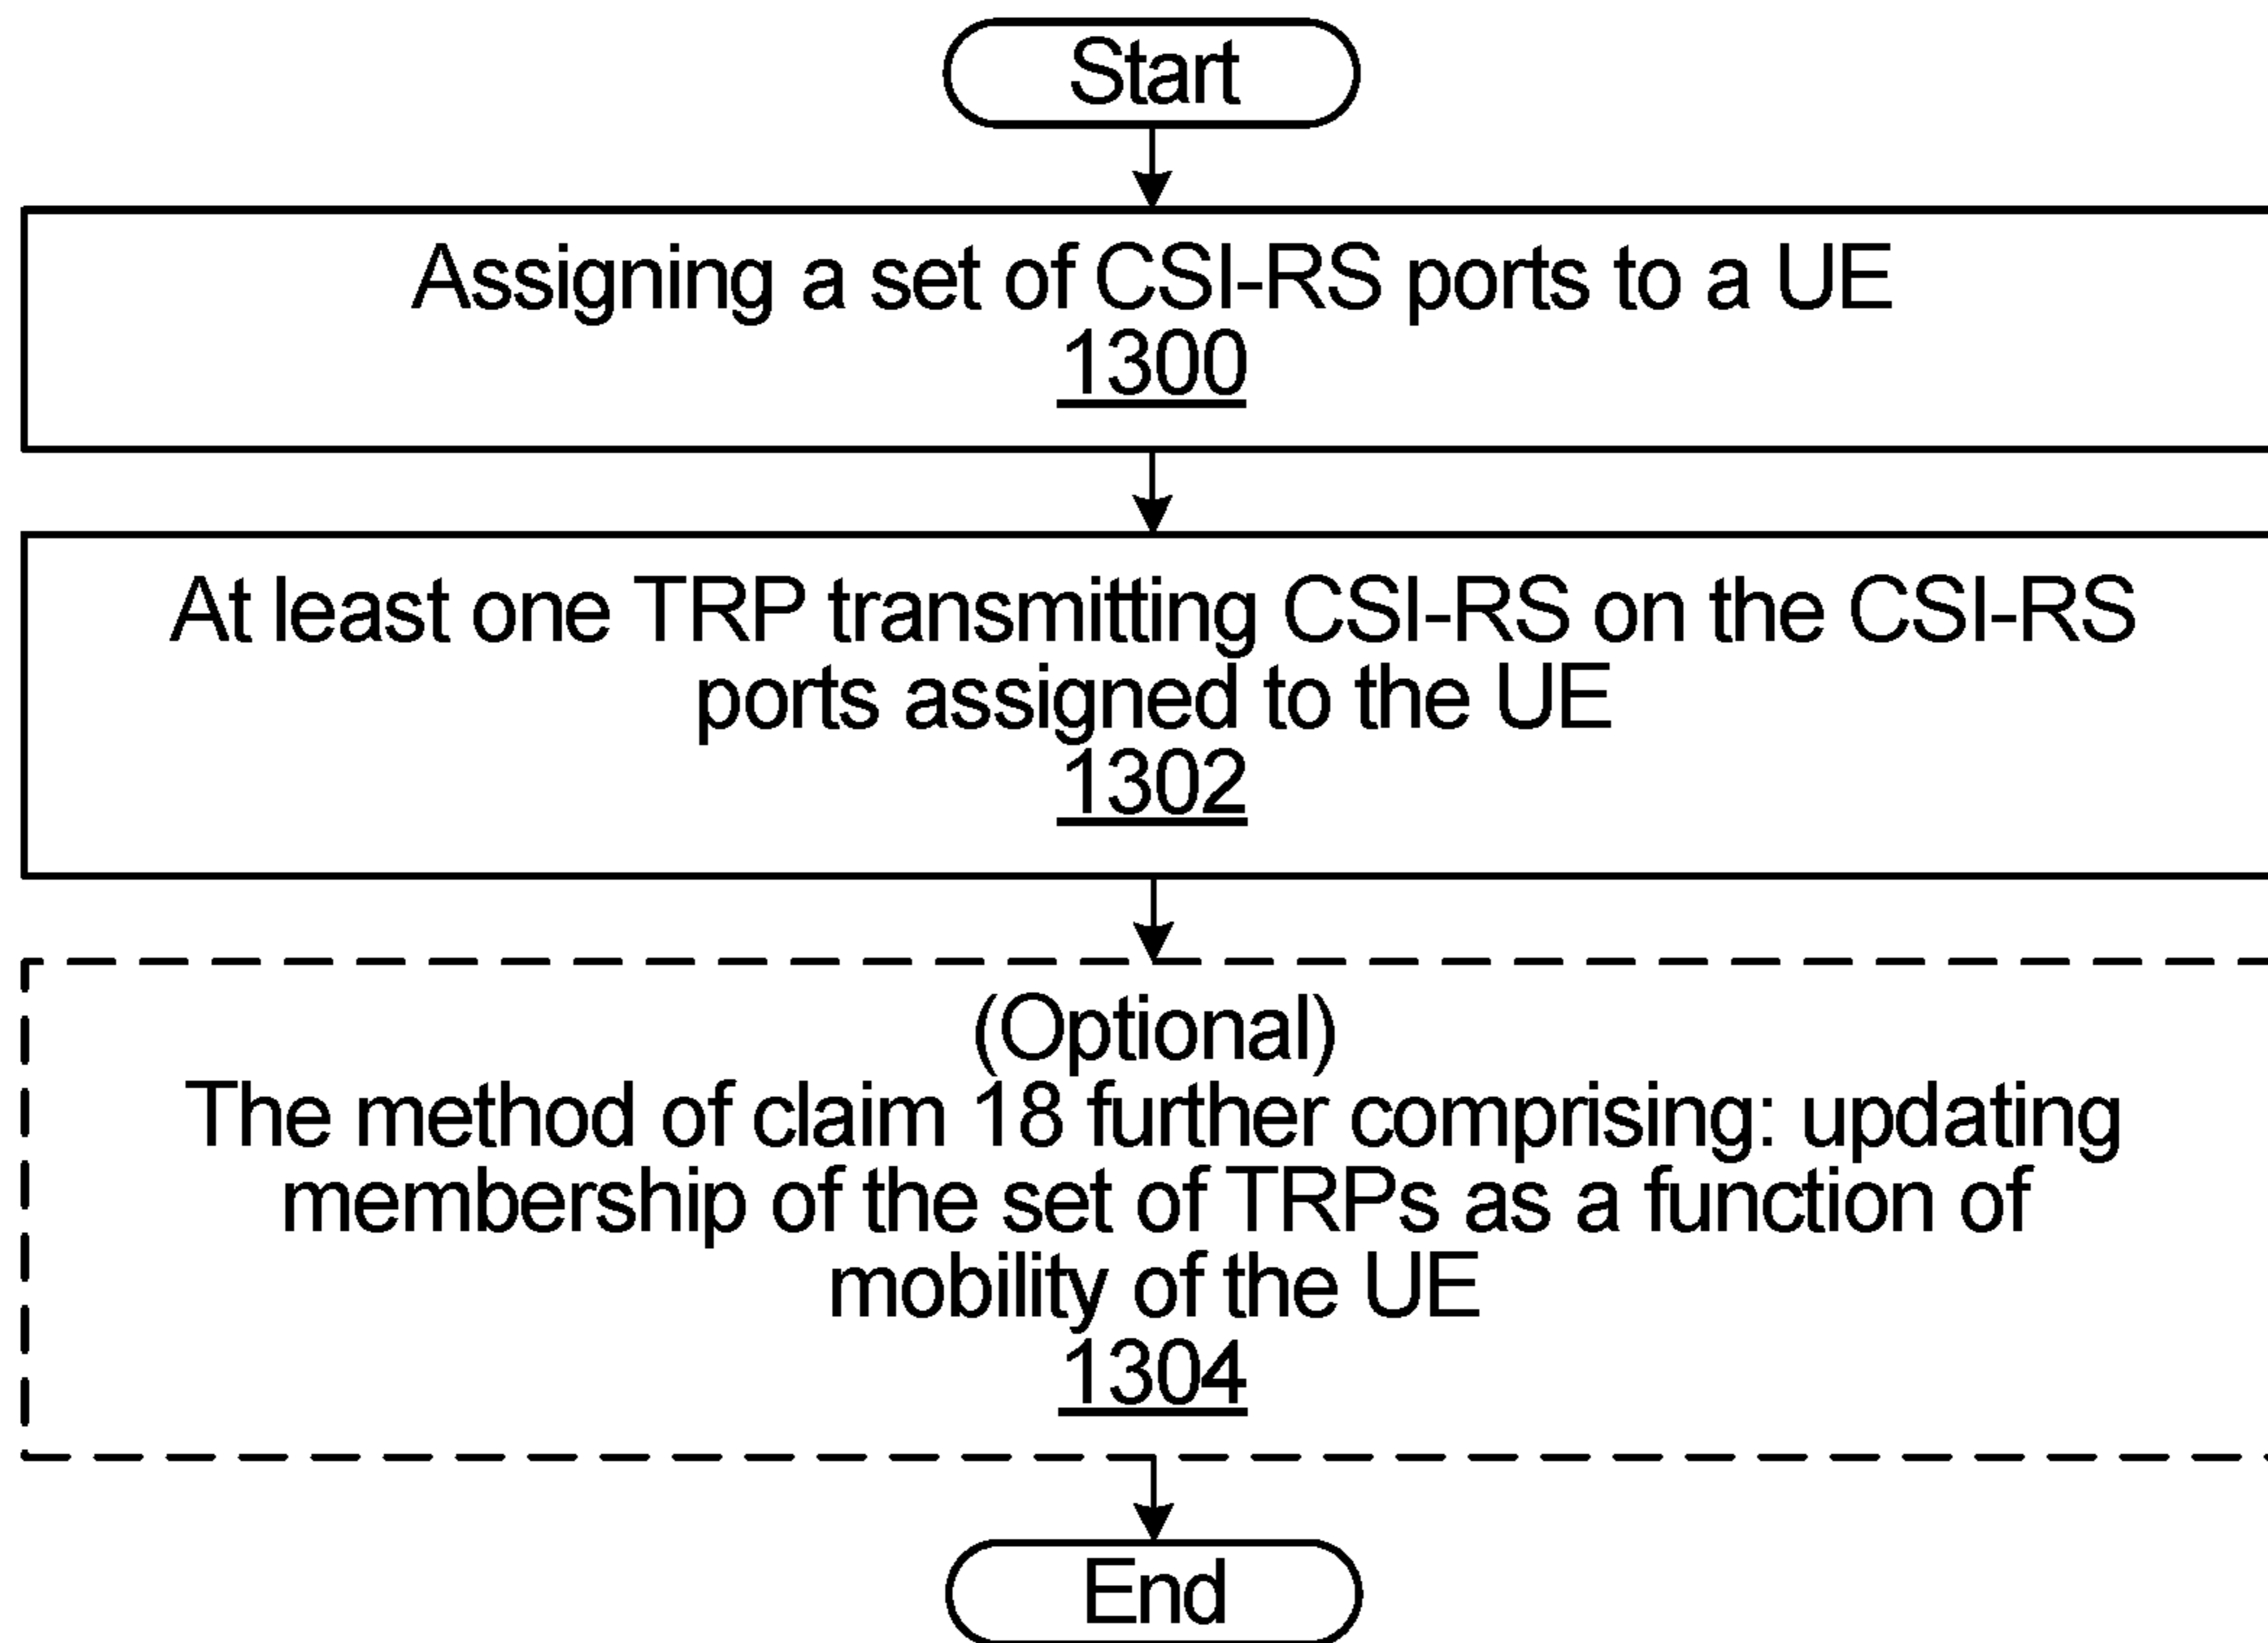 Start
Assigning a set of CSI-RS ports to a UE
1300
At least one TRP transmitting CSI-RS on the CSI-RS
ports assigned to the UE
1302
(Optional)
The method of claim 18 further comprising: updating
membership of the set of TRPs as a function of
mobility of the UE
1304
End